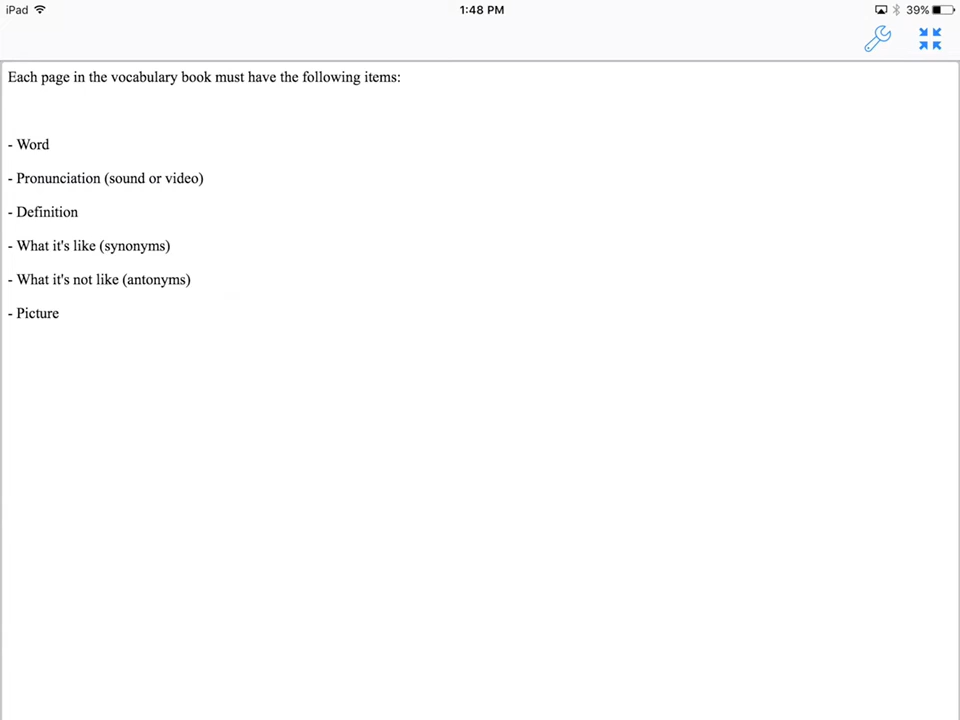 iPad 1:48 PM 39%
Each page in the vocabulary book must have the following items:
- Word
- Pronunciation (sound or video)
- Definition
- What it's like (synonyms)
- What it's not like (antonyms)
- Picture